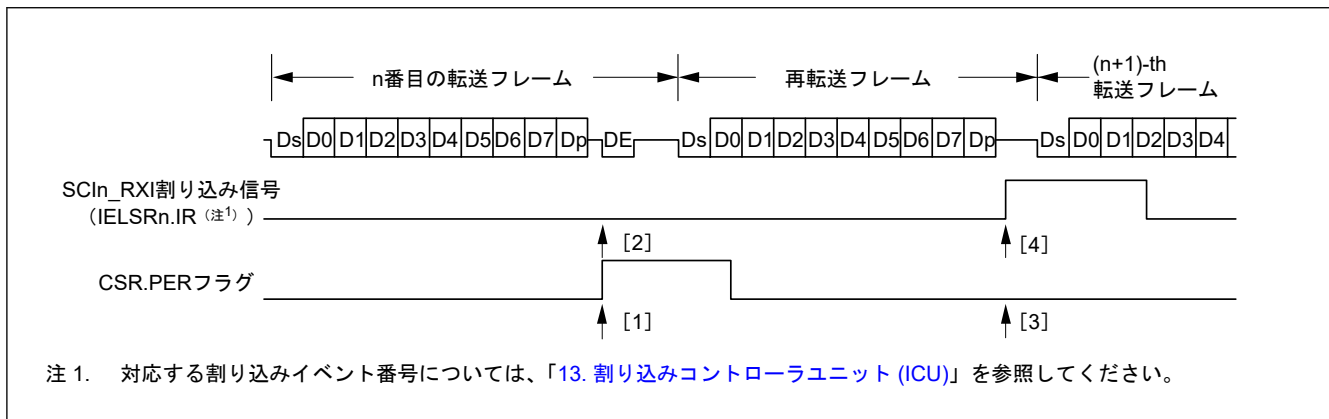 n番目の転送フレーム
再転送フレーム
(n+1)-th
転送フレーム
Ds D0 D1 D2 D3 D4 D5 D6 D7 Dp DE Ds D0 D1 D2 D3 D4 D5 D6 D7 Dp Ds D0 D1 D2 D3 D4
SCIn_RXI割り込み信号
（IELSRn.IR（注1））
［2］ ［4］
CSR.PERフラグ
［1］ ［3］
注 1. 対応する割り込みイベント番号については、「13. 割り込みコントローラユニット (ICU)」を参照してください。